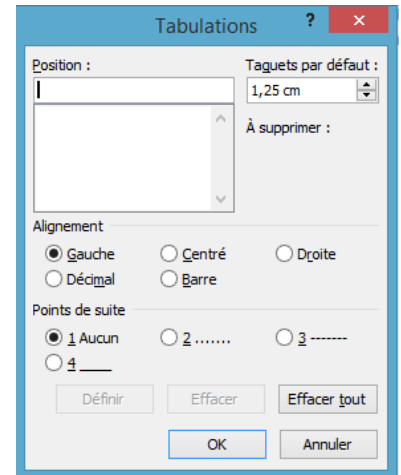 Tabulations ?
Position : Taquets par défaut :
1,25 cm
À supprimer :
Alignement
Gauche Centré Droite
Décimal Barre
Points de suite
1 Aucun 2 ....... 3 -------
4 ____
Définir Effacer Effacer tout
OK Annuler